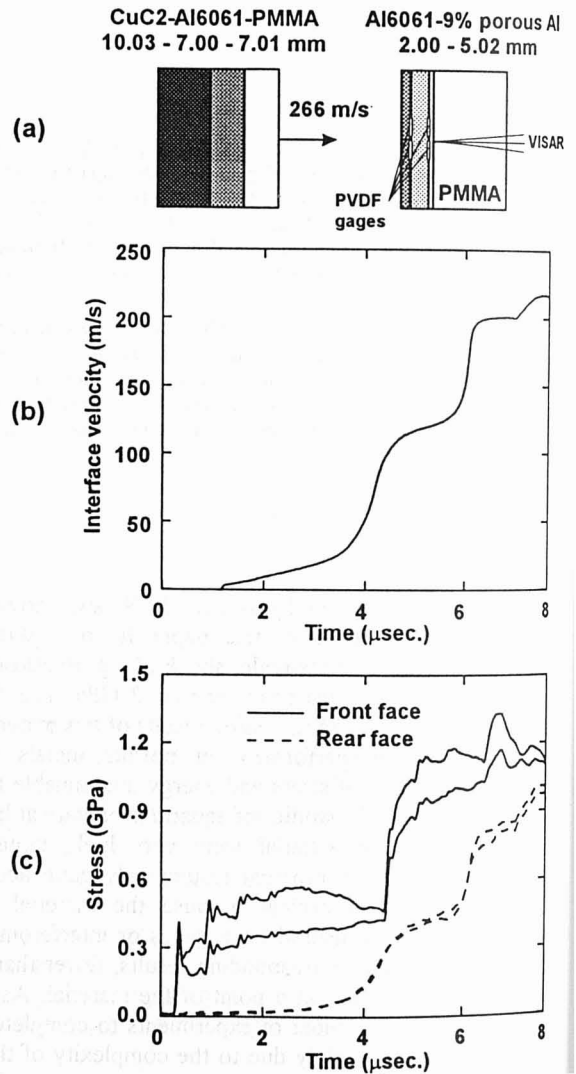 CuC2-Al6061-PMMA
10.03 - 7.00 - 7.01 mm
Al6061-9% porous Al
2.00 - 5.02 mm
(a)
266 m/s
VISAR
PVDF
gages
PMMA
(b)
Interface velocity (m/s)
250
200
150
100
50
0
0 2 4 6 8
Time (µsec.)
(c)
Stress (GPa)
Front face
Rear face
1.5
1.2
0.9
0.6
0.3
0.0
0 2 4 6 8
Time (µsec.)